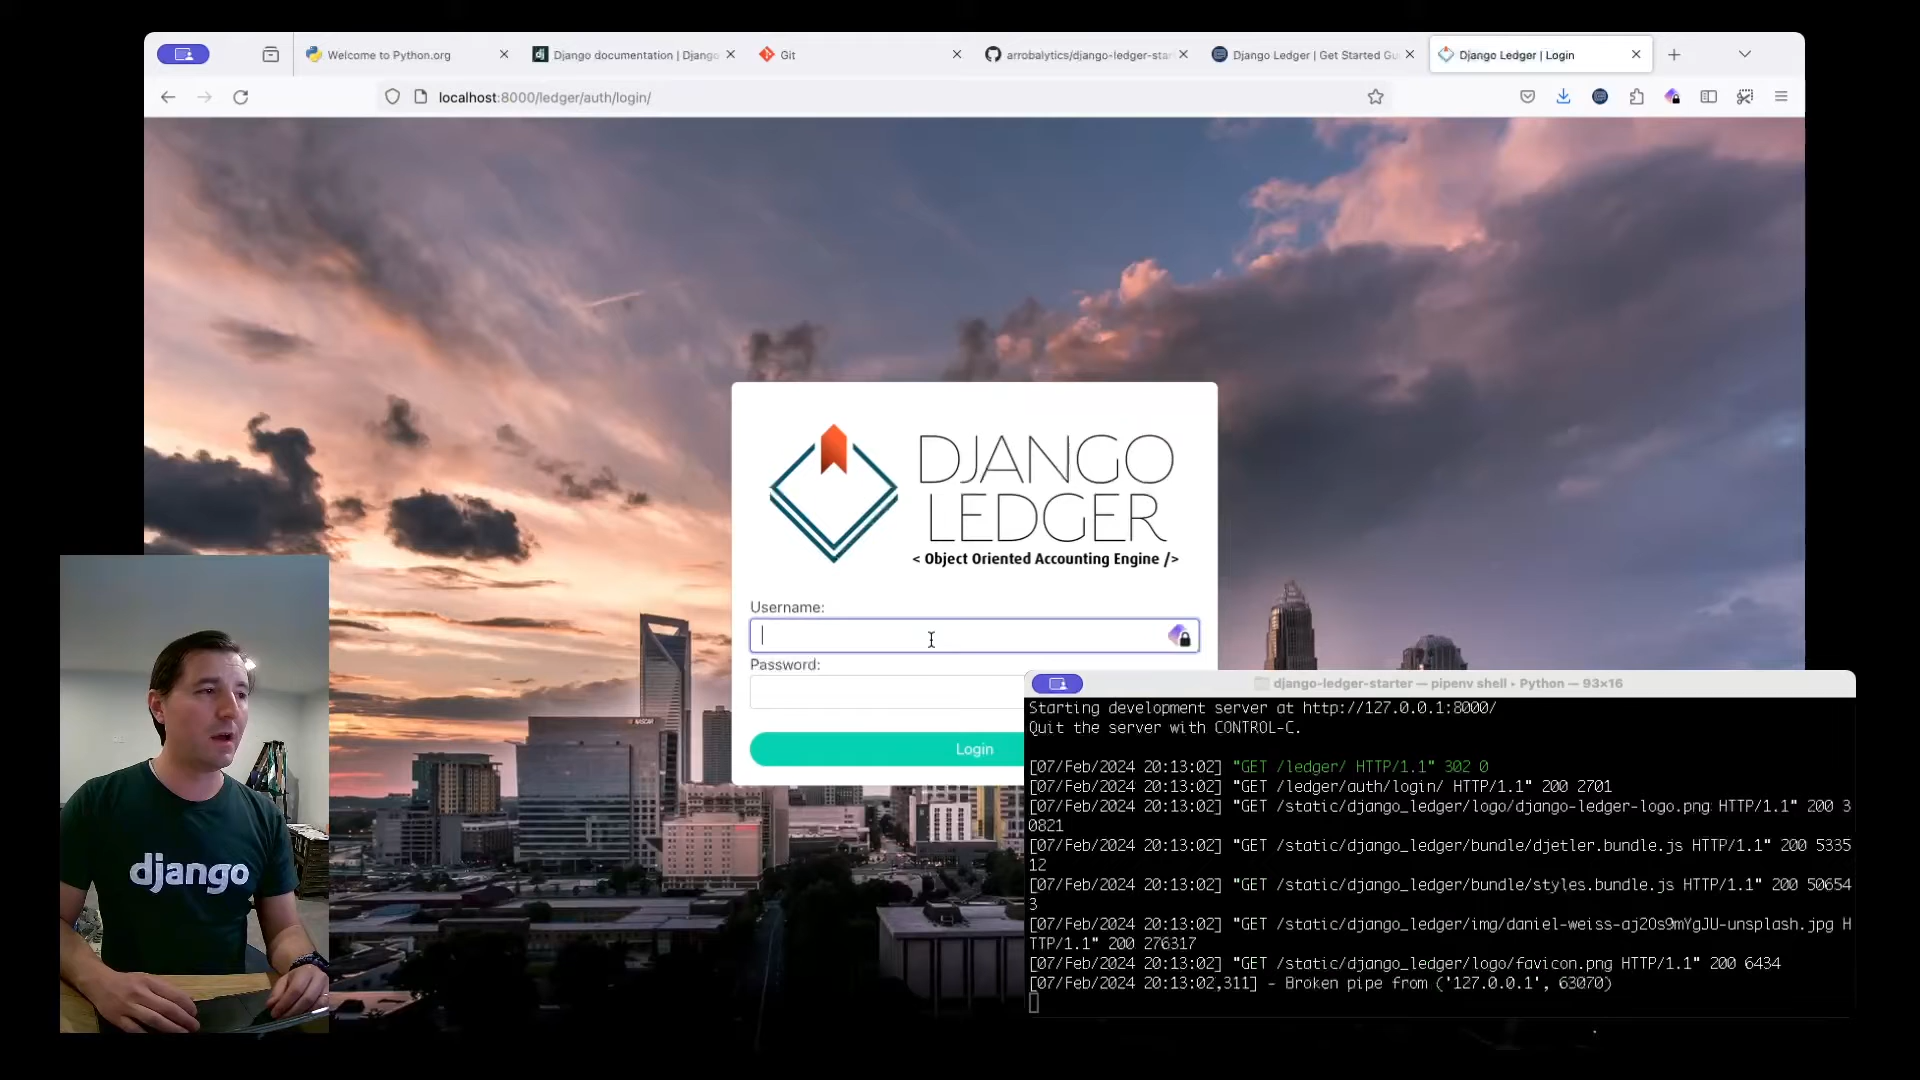 Welcome to Python.org
Django documentation | Django
Git
arrobalytics/django-ledger-star
Django Ledger | Get Started Gu
Django Ledger | Login
localhost:8000/ledger/auth/login/
DJANGO
LEDGER
< Object Oriented Accounting Engine />
Username:
Password:
Login
django-ledger-starter — pipenv shell ▸ Python — 93×16
Starting development server at http://127.0.0.1:8000/
Quit the server with CONTROL-C.
[07/Feb/2024 20:13:02] "GET /ledger/ HTTP/1.1" 302 0
[07/Feb/2024 20:13:02] "GET /ledger/auth/login/ HTTP/1.1" 200 2701
[07/Feb/2024 20:13:02] "GET /static/django_ledger/logo/django-ledger-logo.png HTTP/1.1" 200 3
0821
[07/Feb/2024 20:13:02] "GET /static/django_ledger/bundle/djetler.bundle.js HTTP/1.1" 200 5335
12
[07/Feb/2024 20:13:02] "GET /static/django_ledger/bundle/styles.bundle.js HTTP/1.1" 200 50654
3
[07/Feb/2024 20:13:02] "GET /static/django_ledger/img/daniel-weiss-aj2Os9mYgJU-unsplash.jpg H
TTP/1.1" 200 276317
[07/Feb/2024 20:13:02] "GET /static/django_ledger/logo/favicon.png HTTP/1.1" 200 6434
[07/Feb/2024 20:13:02,311] - Broken pipe from ('127.0.0.1', 63070)
django